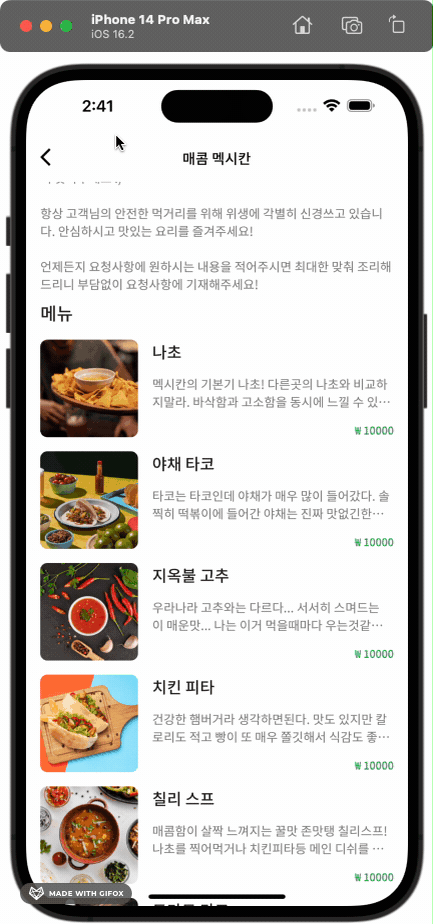 iPhone 14 Pro Max
iOS 16.2
2:41
매콤 멕시칸
항상 고객님의 안전한 먹거리를 위해 위생에 각별히 신경쓰고 있습니
다. 안심하시고 맛있는 요리를 즐겨주세요!
언제든지 요청사항에 원하시는 내용을 적어주시면 최대한 맞춰 조리해
드리니 부담없이 요청사항에 기재해주세요!
메뉴
나초
멕시칸의 기본기 나초! 다른곳의 나초와 비교하
지말라. 바삭함과 고소함을 동시에 느낄 수 있…
₩10000
야채 타코
타코는 타코인데 야채가 매우 많이 들어갔다. 솔
찍히 떡볶이에 들어간 야채는 진짜 맛없긴한…
₩10000
지옥불 고추
우라나라 고추와는 다르다... 서서히 스며드는
이 매운맛... 나는 이거 먹을때마다 우는것같…
₩10000
치킨 피타
건강한 햄버거라 생각하면된다. 맛도 있지만 칼
로리도 적고 빵이 또 매우 쫄깃해서 식감도 좋…
₩10000
칠리 스프
매콤함이 살짝 느껴지는 꿀맛 존맛탱 칠리스프!
나초를 찍어먹거나 치킨피타등 메인 디쉬를 …
₩10000
MADE WITH GIFOX